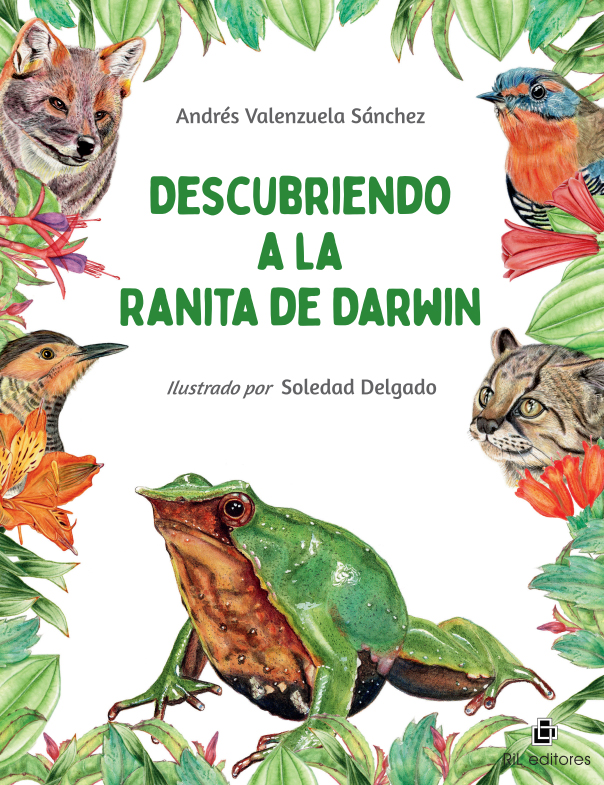 Andrés Valenzuela Sánchez
DESCUBRIENDO
A LA
RANITA DE DARWIN
Ilustrado por Soledad Delgado
RiL editores